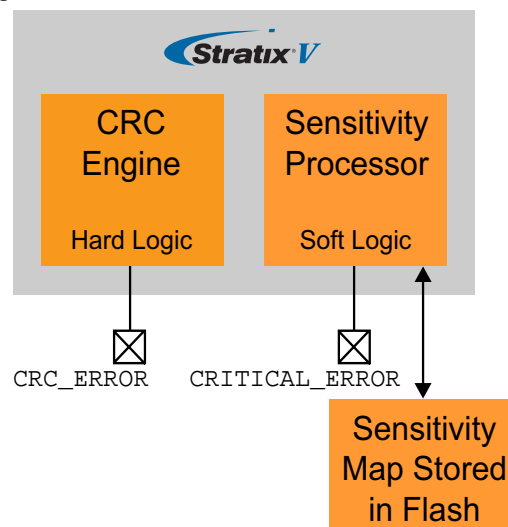 Stratix V
CRC
Engine
Hard Logic
Sensitivity
Processor
Soft Logic
CRC_ERROR
CRITICAL_ERROR
Sensitivity
Map Stored
in Flash